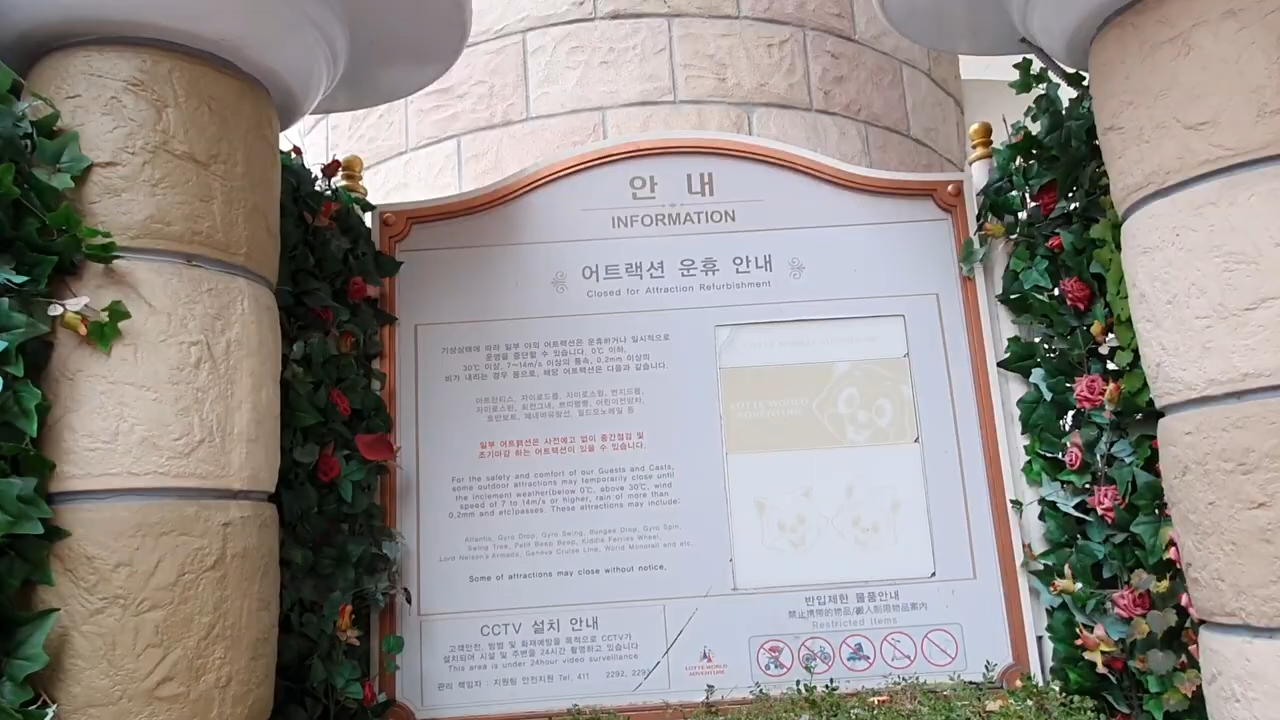 안 내
INFORMATION
어트랙션 운휴 안내
Closed for Attraction Refurbishment
기상상태에 따라 일부 야외 어트랙션은 운휴하거나 일시적으로
운영을 중단할 수 있습니다. 0℃ 이하,
30℃ 이상, 7~14m/s 이상의 풍속, 0.2mm 이상의
비가 내리는 경우 등으로, 해당 어트랙션은 다음과 같습니다.
아트란티스, 자이로드롭, 자이로스윙, 번지드롭,
자이로스핀, 회전그네, 쁘띠빵빵, 어린이전망차,
호반보트, 제네바유람선, 월드모노레일 등
일부 어트랙션은 사전예고 없이 중간점검 및
조기마감 하는 어트랙션이 있을 수 있습니다.
For the safety and comfort of our Guests and Casts,
some outdoor attractions may temporarily close until
the inclement weather(below 0℃, above 30℃, wind
speed of 7 to 14m/s or higher, rain of more than
0.2mm and etc)passes. These attractions may include:
Atlantis, Gyro Drop, Gyro Swing, Bungee Drop, Gyro Spin,
Swing Tree, Petit Beep Beep, Kiddie Ferries Wheel,
Lord Nelson's Armada, Geneva Cruise Line, World Monorail and etc.
Some of attractions may close without notice.
LOTTE WORLD
ADVENTURE
CCTV 설치 안내
고객안전, 범범 및 화재예방을 목적으로 CCTV가
설치되어 시설 및 주변을 24시간 촬영하고 있습니다
This area is under 24hour video surveillance
관리 책임자 : 지원팀 안전지원 Tel. 411 2292, 229
LOTTE WORLD
ADVENTURE
반입제한 물품안내
禁止携帶的物品/搬入制限物品案内
Restricted Items